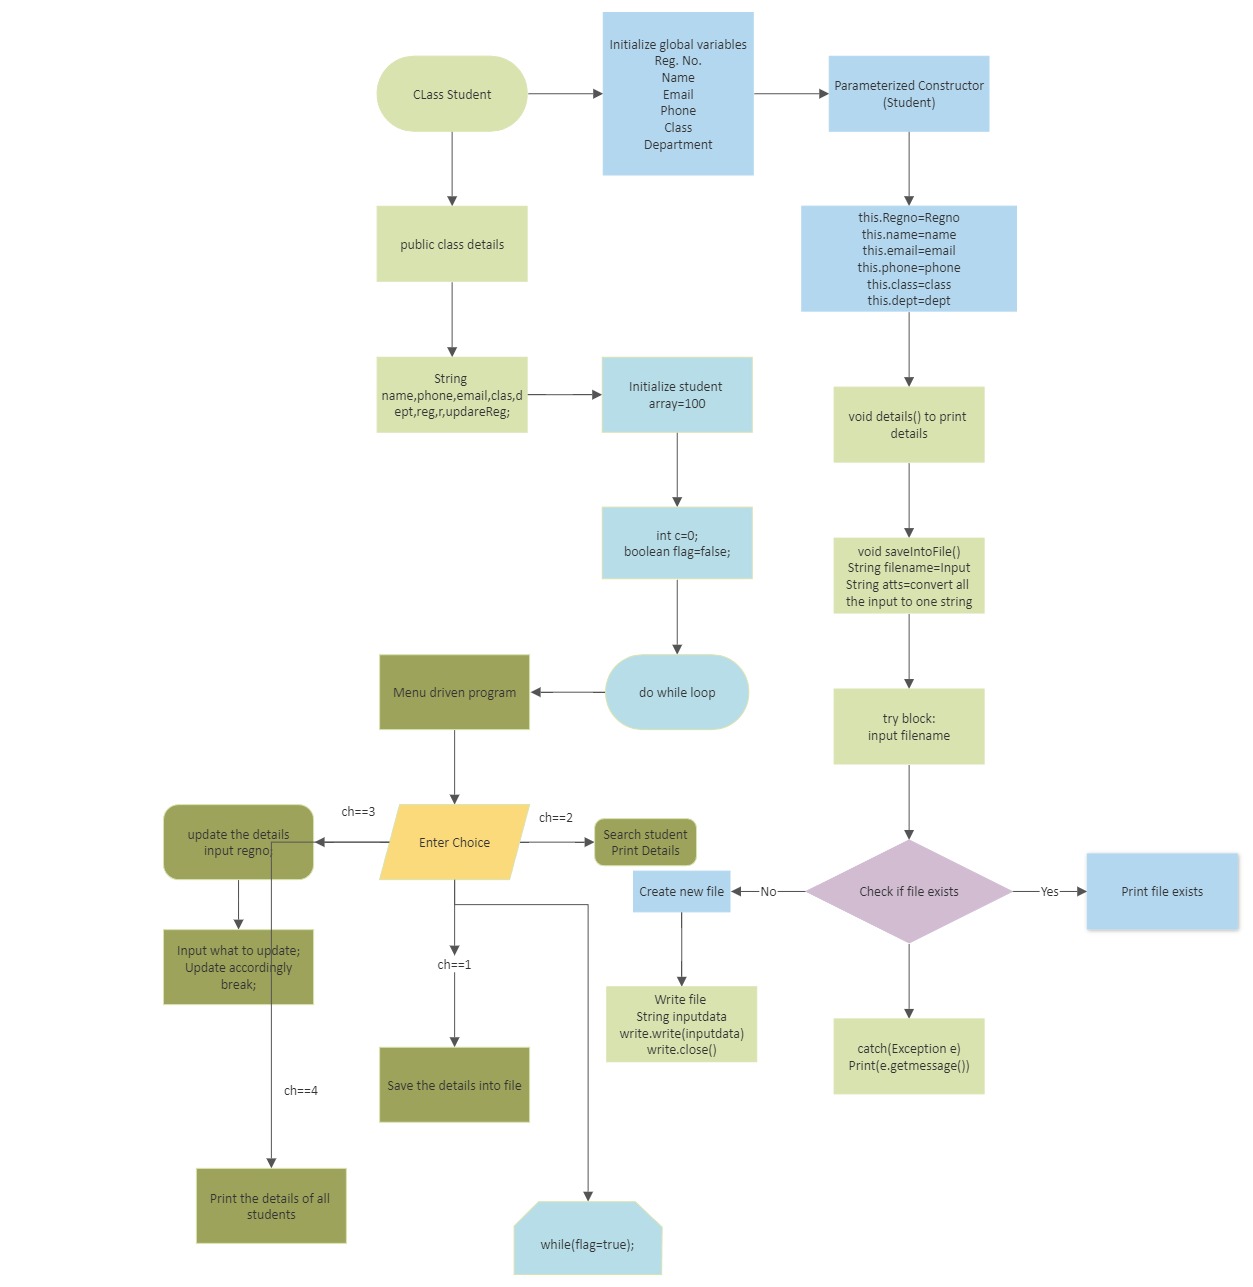 CLass Student
Initialize global variables
Reg. No.
Name
Email
Phone
Class
Department
Parameterized Constructor
(Student)
public class details
this.Regno=Regno
this.name=name
this.email=email
this.phone=phone
this.class=class
this.dept=dept
String
name,phone,email,clas,d
ept,reg,r,updareReg;
Initialize student
array=100
void details() to print
details
int c=0;
boolean flag=false;
void saveIntoFile()
String filename=Input
String atts=convert all
the input to one string
Menu driven program
do while loop
try block:
input filename
ch==3
update the details
input regno;
Enter Choice
ch==2
Search student
Print Details
Create new file
No
Check if file exists
Yes
Print file exists
Input what to update;
Update accordingly
break;
ch==1
Write file
String inputdata
write.write(inputdata)
write.close()
catch(Exception e)
Print(e.getmessage())
Save the details into file
ch==4
Print the details of all
students
while(flag=true);